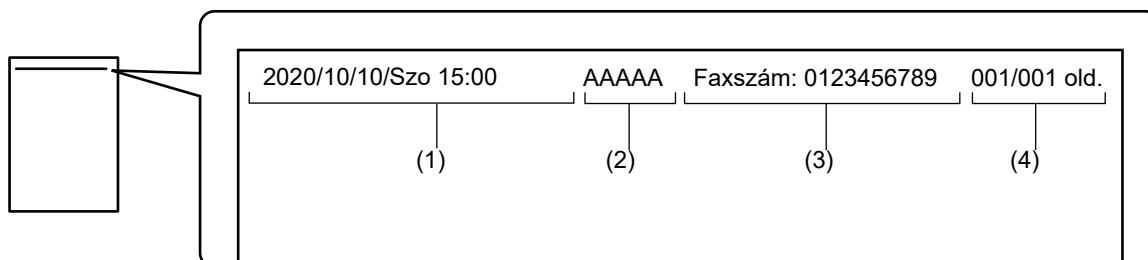 2020/10/10/Szo 15:00 AAAAA Faxszám: 0123456789 001/001 old.
(1) (2) (3) (4)